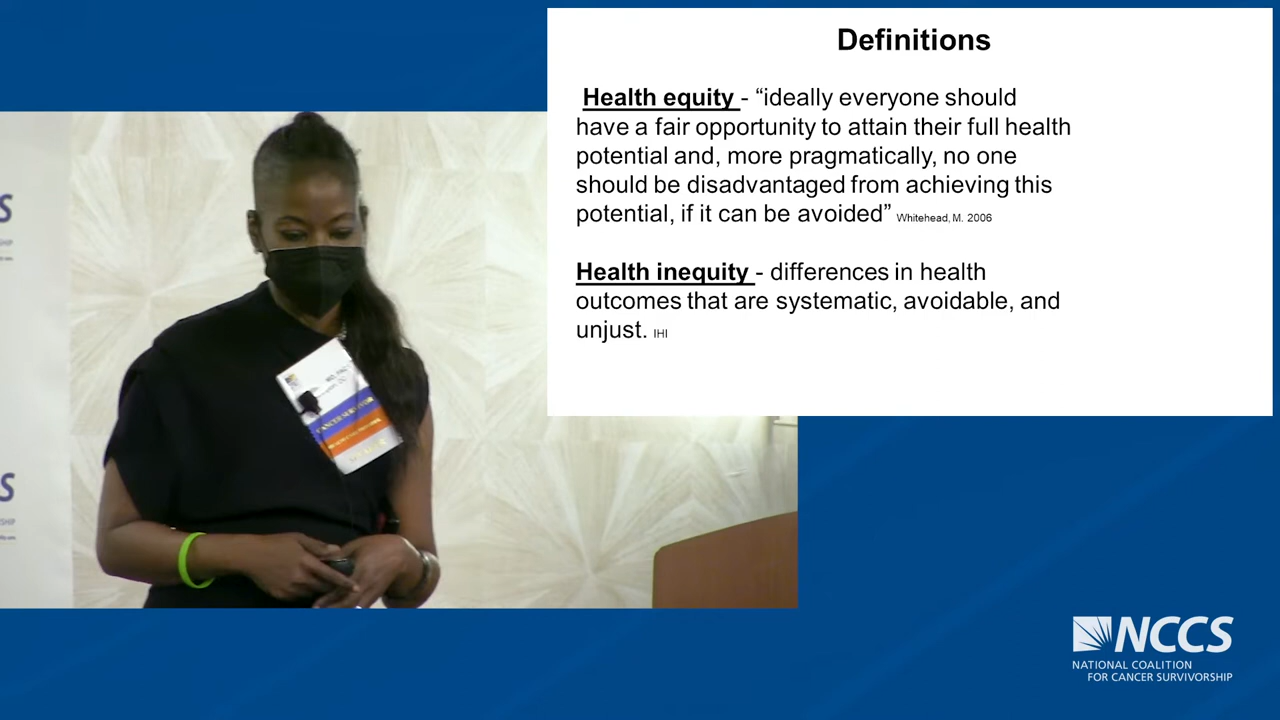 Definitions
Health equity - “ideally everyone should
have a fair opportunity to attain their full health
potential and, more pragmatically, no one
should be disadvantaged from achieving this
potential, if it can be avoided” Whitehead, M. 2006
Health inequity - differences in health
outcomes that are systematic, avoidable, and
unjust. IHI
S
S
CANCER SURVIVOR
NCCS
NATIONAL COALITION
FOR CANCER SURVIVORSHIP